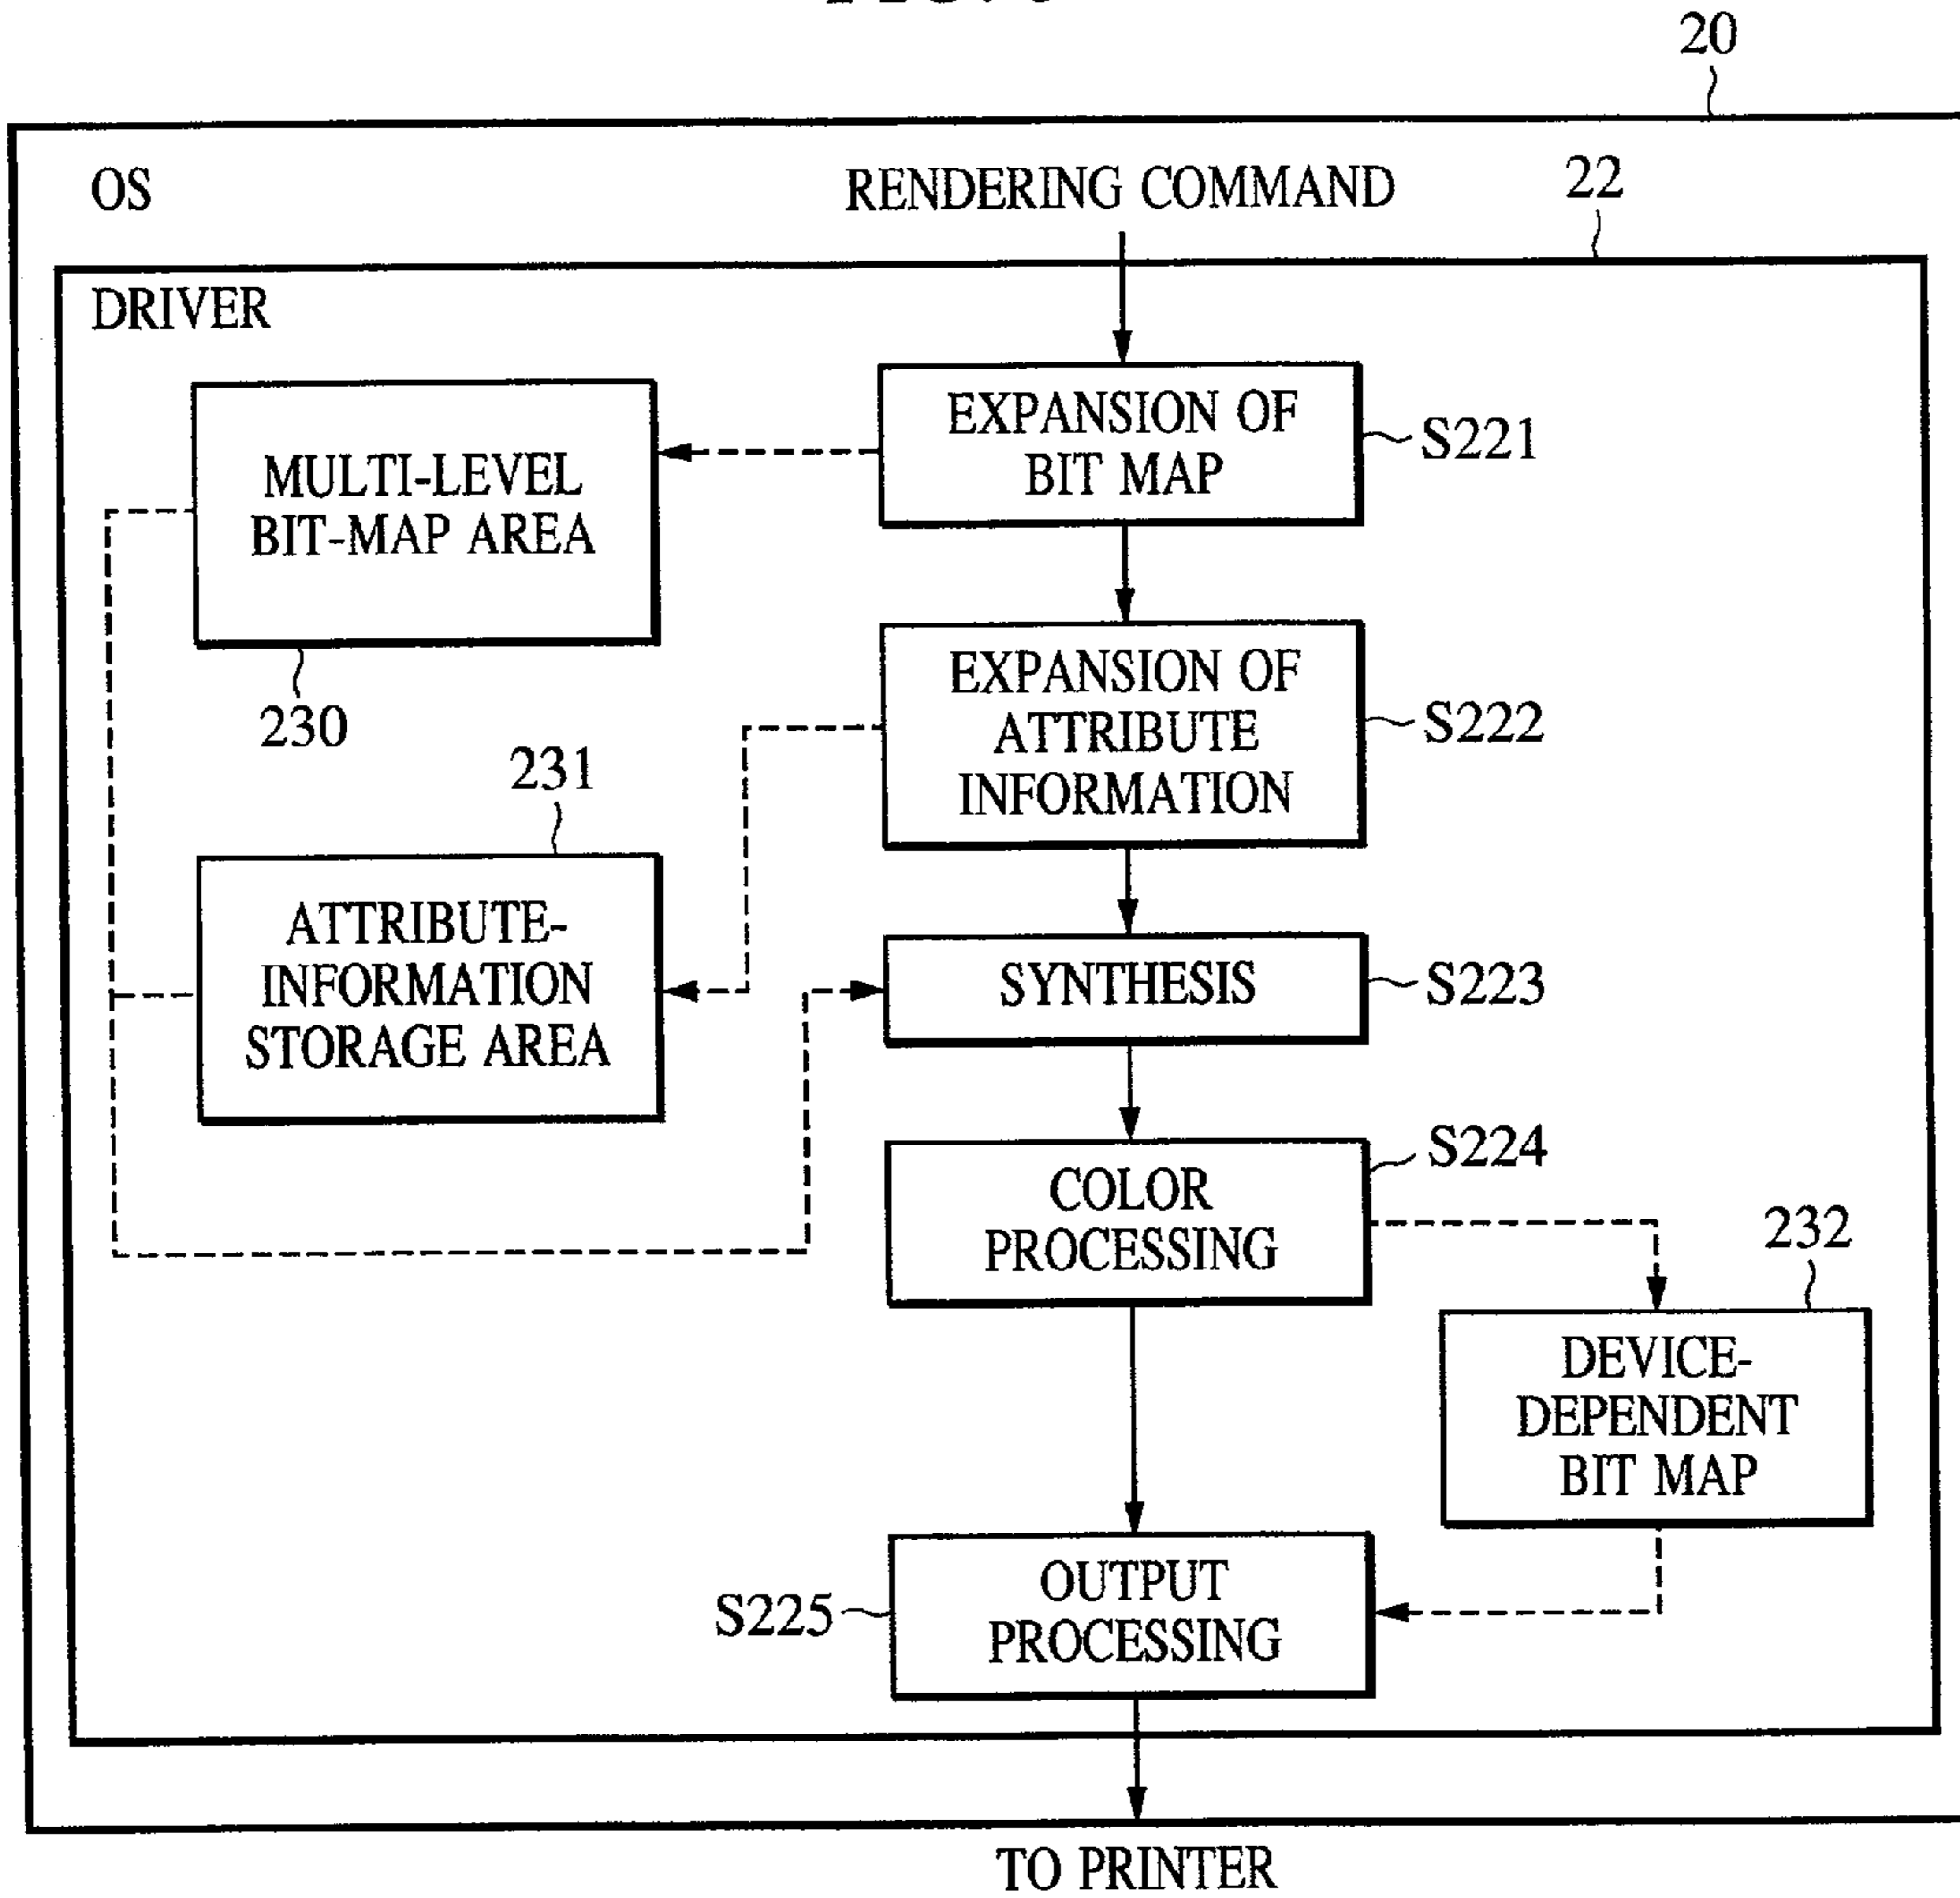 20
OS
RENDERING COMMAND
22
DRIVER
EXPANSION OF
BIT MAP
S221
MULTI-LEVEL
BIT-MAP AREA
230
EXPANSION OF
ATTRIBUTE
INFORMATION
S222
231
ATTRIBUTE-
INFORMATION
STORAGE AREA
SYNTHESIS
S223
COLOR
PROCESSING
S224
232
DEVICE-
DEPENDENT
BIT MAP
OUTPUT
PROCESSING
S225
TO PRINTER